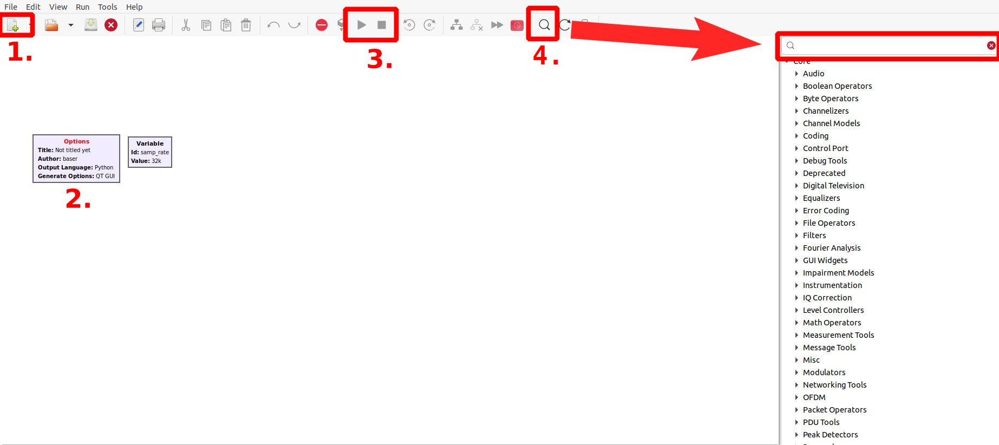 File Edit View Run Tools Help
1.
3.
4.
Core
Audio
Boolean Operators
Byte Operators
Channelizers
Channel Models
Coding
Control Port
Debug Tools
Deprecated
Digital Television
Equalizers
Error Coding
File Operators
Filters
Fourier Analysis
GUI Widgets
Impairment Models
Instrumentation
IQ Correction
Level Controllers
Math Operators
Measurement Tools
Message Tools
Misc
Modulators
Networking Tools
OFDM
Packet Operators
PDU Tools
Peak Detectors
Options
Title: Not titled yet
Author: baser
Output Language: Python
Generate Options: QT GUI
Variable
Id: samp_rate
Value: 32k
2.